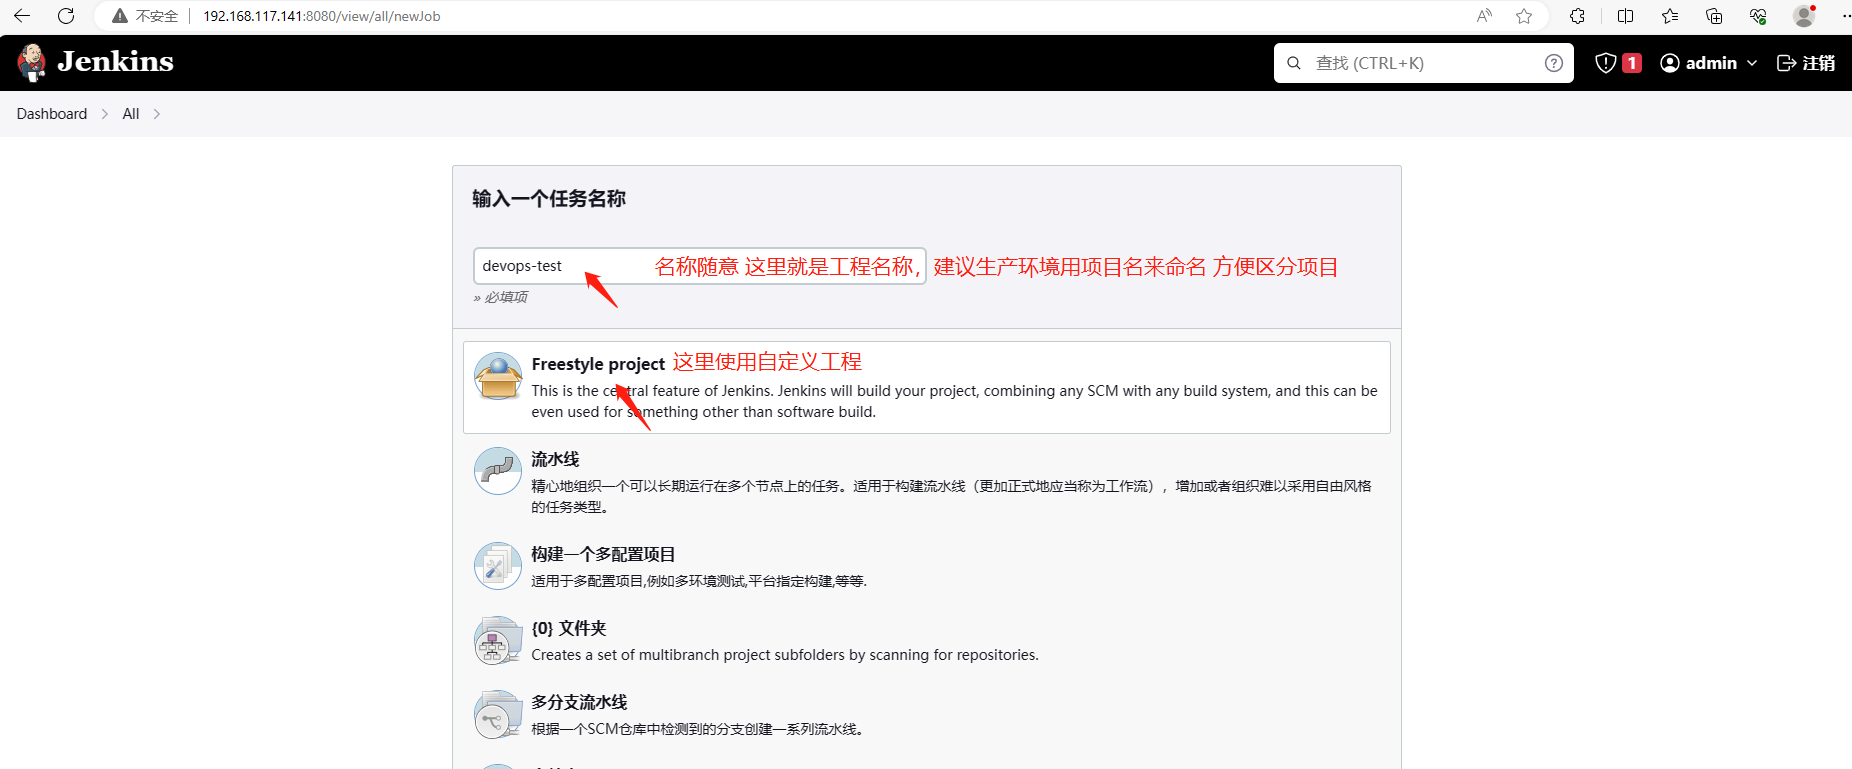 不安全 192.168.117.141:8080/view/all/newJob
Jenkins 查找 (CTRL+K) 1 admin 注销
Dashboard All
输入一个任务名称
devops-test 名称随意 这里就是工程名称，建议生产环境用项目名来命名 方便区分项目
» 必填项
Freestyle project 这里使用自定义工程
This is the central feature of Jenkins. Jenkins will build your project, combining any SCM with any build system, and this can be
even used for something other than software build.
流水线
精心地组织一个可以长期运行在多个节点上的任务。适用于构建流水线（更加正式地应当称为工作流），增加或者组织难以采用自由风格
的任务类型。
构建一个多配置项目
适用于多配置项目,例如多环境测试,平台指定构建,等等.
{0} 文件夹
Creates a set of multibranch project subfolders by scanning for repositories.
多分支流水线
根据一个SCM仓库中检测到的分支创建一系列流水线。